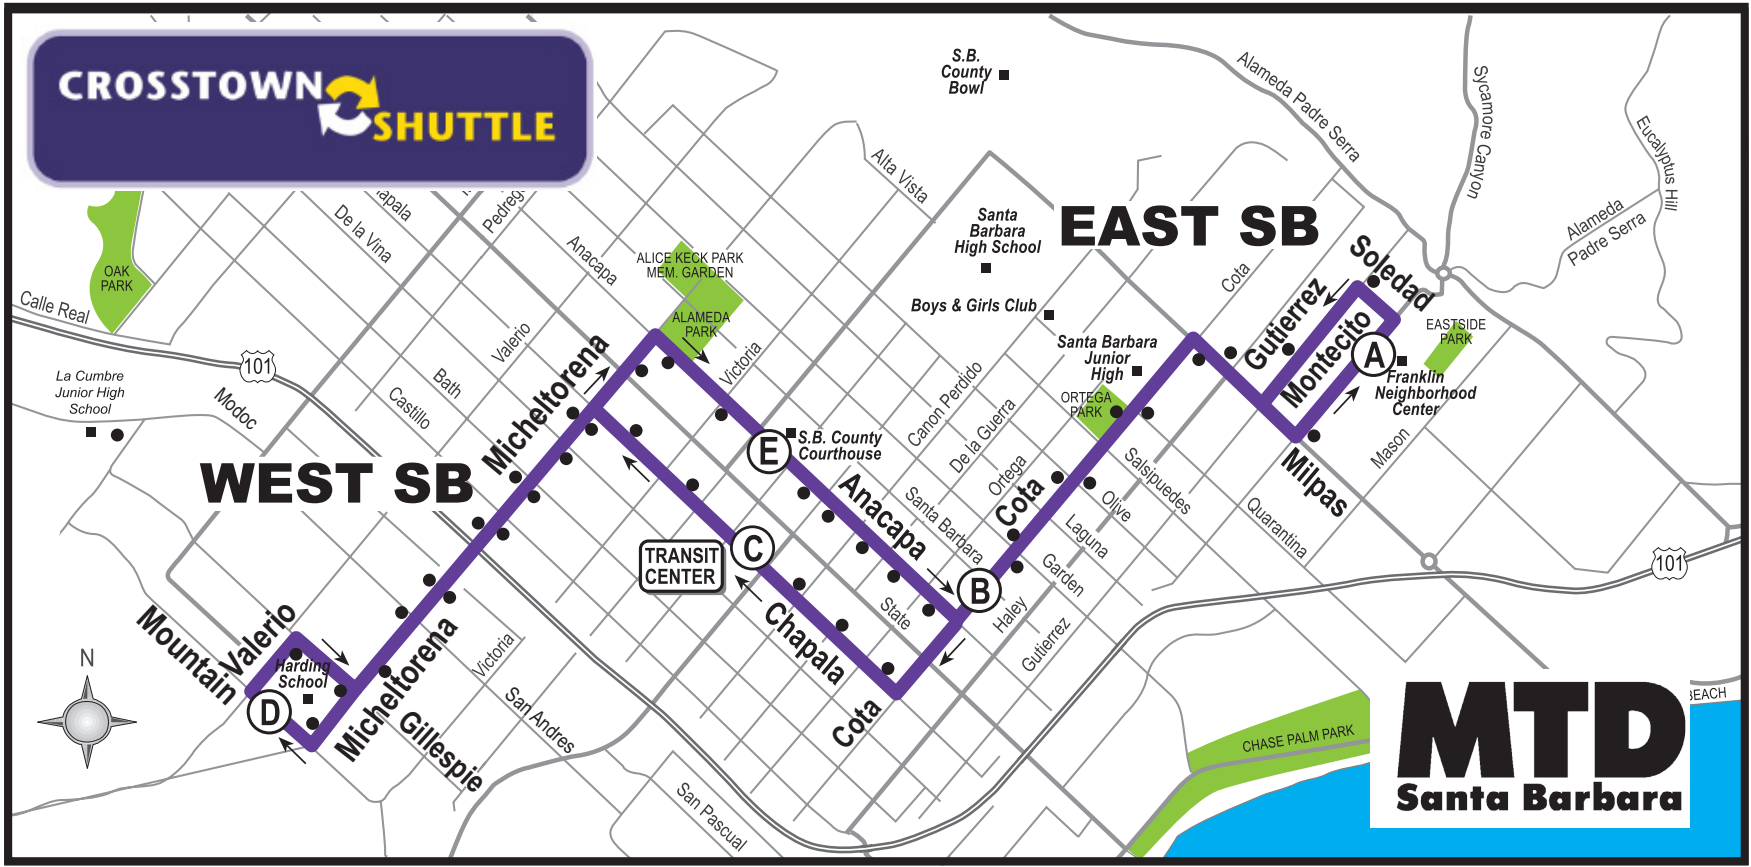 CROSSTOWN
SHUTTLE
S.B.
County
Bowl
Alameda Padre Serra
Sycamore Canyon
Eucalyptus Hill
Alameda
Padre Serra
Alta Vista
Santa
Barbara
High School
EAST SB
Cota
Soledad
Gutierrez
Montecito
A
EASTSIDE
PARK
Franklin
Neighborhood
Center
Mason
Milpas
Boys & Girls Club
Santa Barbara
Junior
High
ORTEGA
PARK
OAK
PARK
Calle Real
101
De la Vina
Anacapa
ALICE KECK PARK
MEM. GARDEN
ALAMEDA
PARK
Victoria
Valerio
Bath
Castillo
Modoc
La Cumbre
Junior High
School
Micheltorena
WEST SB
E
S.B. County
Courthouse
Canon Perdido
De la Guerra
Ortega
Cota
Anacapa
Santa Barbara
Salsipuedes
Olive
Laguna
Garden
Quarantina
101
TRANSIT
CENTER
C
B
State
Haley
Gutierrez
Chapala
Cota
Mountain
Valerio
Harding
School
D
Micheltorena
Gillespie
Victoria
San Andres
San Pascual
N
CHASE PALM PARK
BEACH
MTD
Santa Barbara